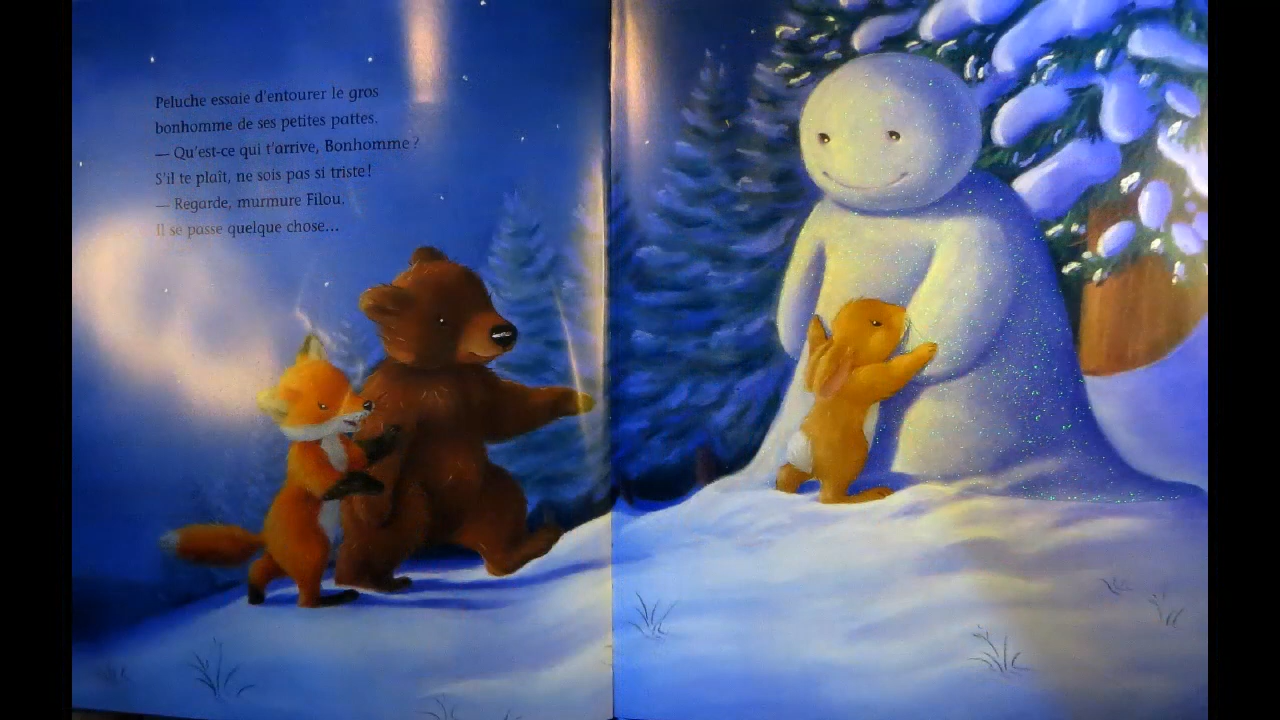 Peluche essaie d'entourer le gros
bonhomme de ses petites pattes.
— Qu'est-ce qui t'arrive, Bonhomme ?
S'il te plaît, ne sois pas si triste !
— Regarde, murmure Filou.
Il se passe quelque chose...